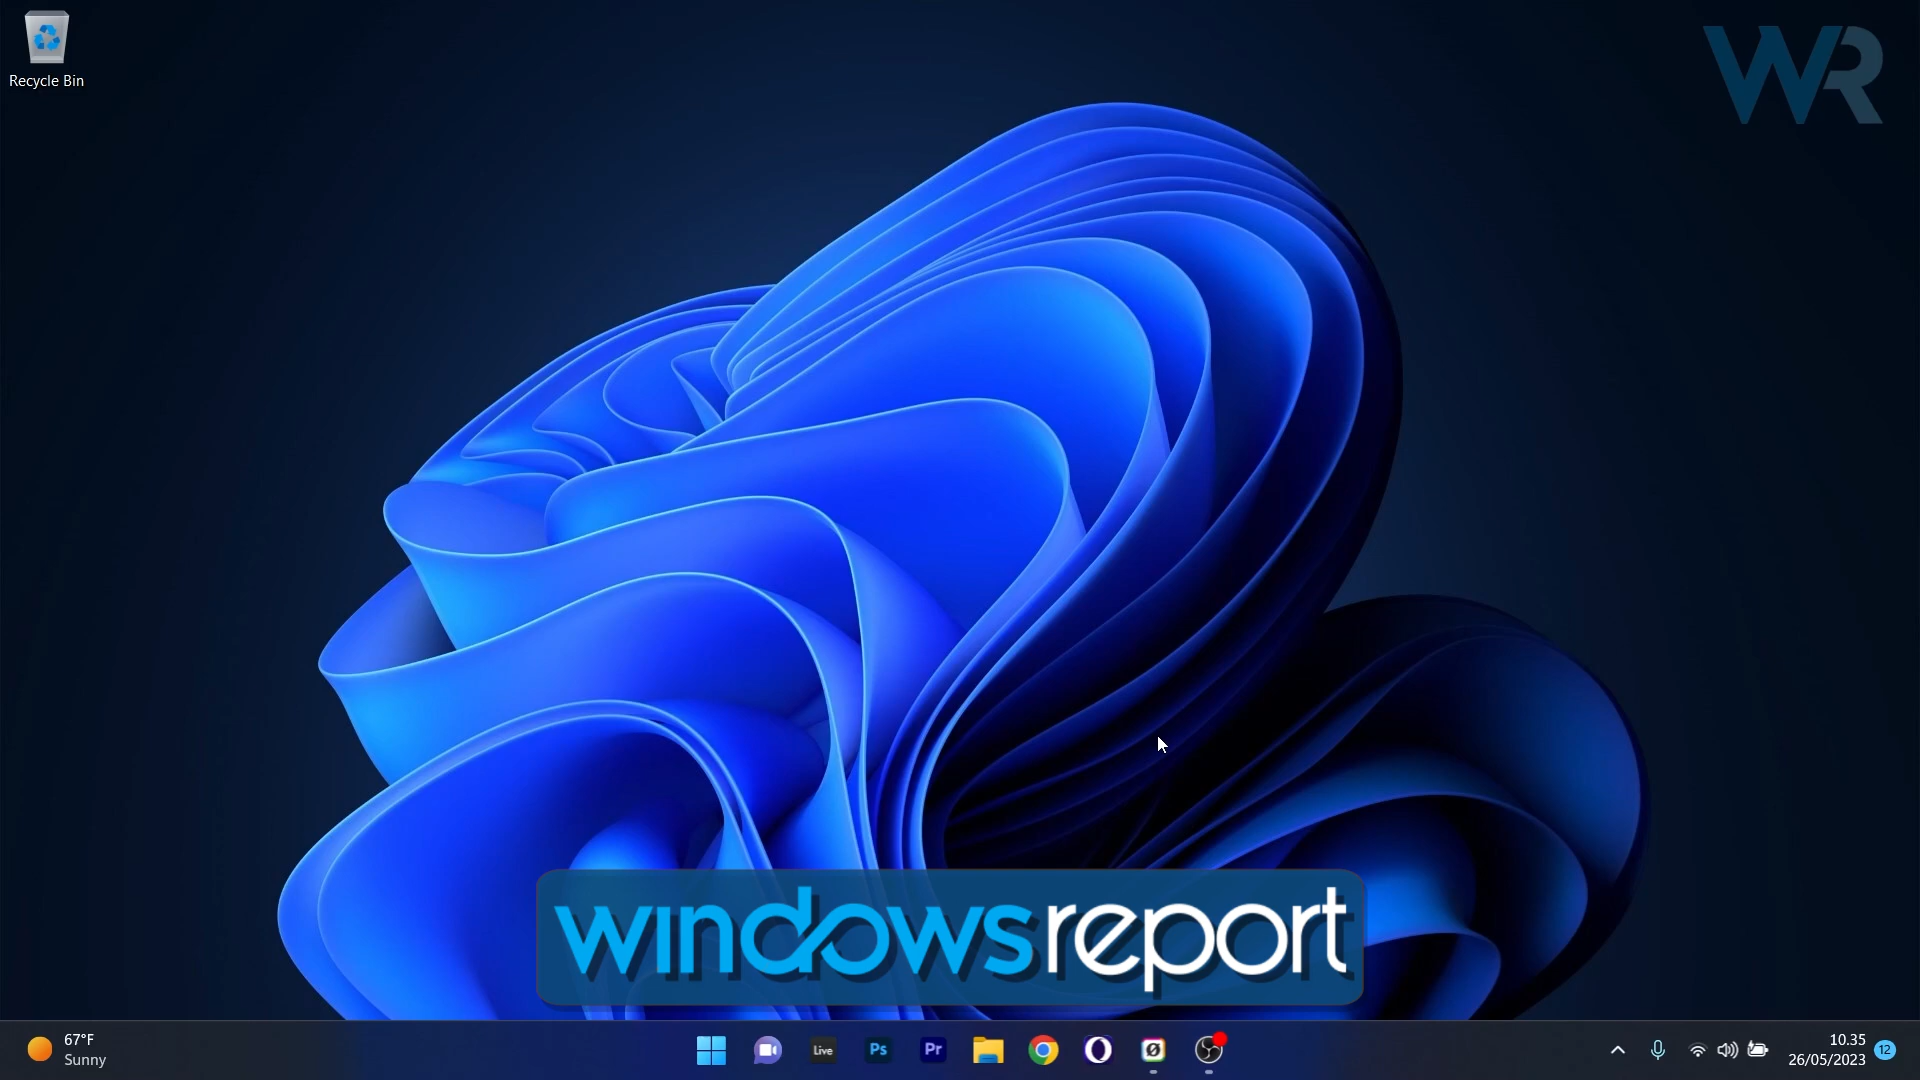 Recycle Bin
WR
windowsreport
67°F
Sunny
Live
Ps
Pr
10.35
26/05/2023
12